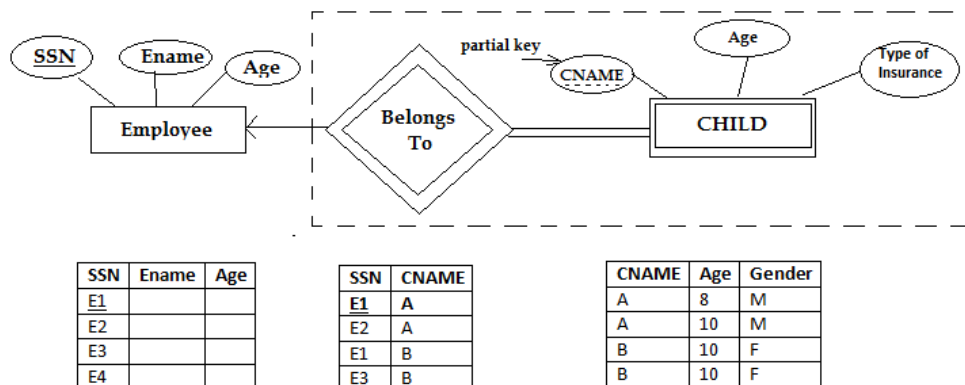 SSN
Ename
Age
Employee
Belongs
To
partial key
CNAME
Age
Type of
Insurance
CHILD
SSN Ename Age
E1
E2
E3
E4
SSN CNAME
E1 A
E2 A
E1 B
E3 B
CNAME Age Gender
A 8 M
A 10 M
B 10 F
B 10 F